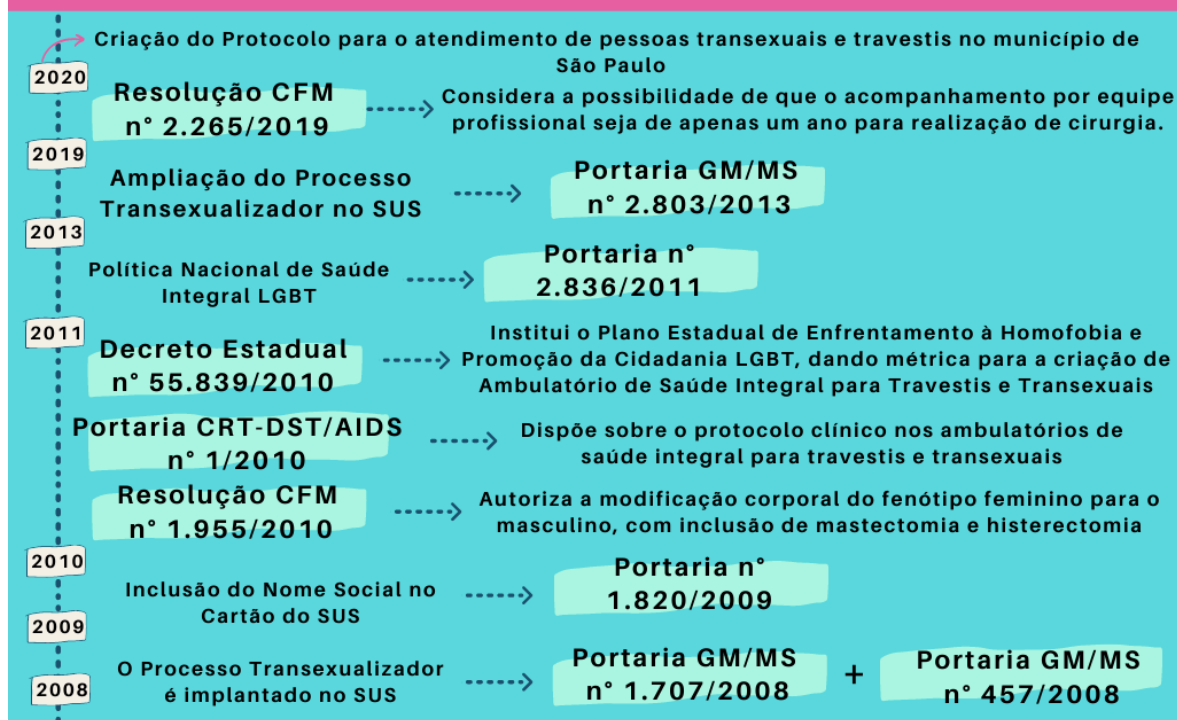 Criação do Protocolo para o atendimento de pessoas transexuais e travestis no município de
São Paulo
2020
Resolução CFM
n° 2.265/2019
Considera a possibilidade de que o acompanhamento por equipe
profissional seja de apenas um ano para realização de cirurgia.
2019
Ampliação do Processo
Transexualizador no SUS
Portaria GM/MS
n° 2.803/2013
2013
Política Nacional de Saúde
Integral LGBT
Portaria n°
2.836/2011
2011
Decreto Estadual
n° 55.839/2010
Institui o Plano Estadual de Enfrentamento à Homofobia e
Promoção da Cidadania LGBT, dando métrica para a criação de
Ambulatório de Saúde Integral para Travestis e Transexuais
Portaria CRT-DST/AIDS
n° 1/2010
Dispõe sobre o protocolo clínico nos ambulatórios de
saúde integral para travestis e transexuais
Resolução CFM
n° 1.955/2010
Autoriza a modificação corporal do fenótipo feminino para o
masculino, com inclusão de mastectomia e histerectomia
2010
Inclusão do Nome Social no
Cartão do SUS
Portaria n°
1.820/2009
2009
O Processo Transexualizador
é implantado no SUS
Portaria GM/MS
n° 1.707/2008
+
Portaria GM/MS
n° 457/2008
2008